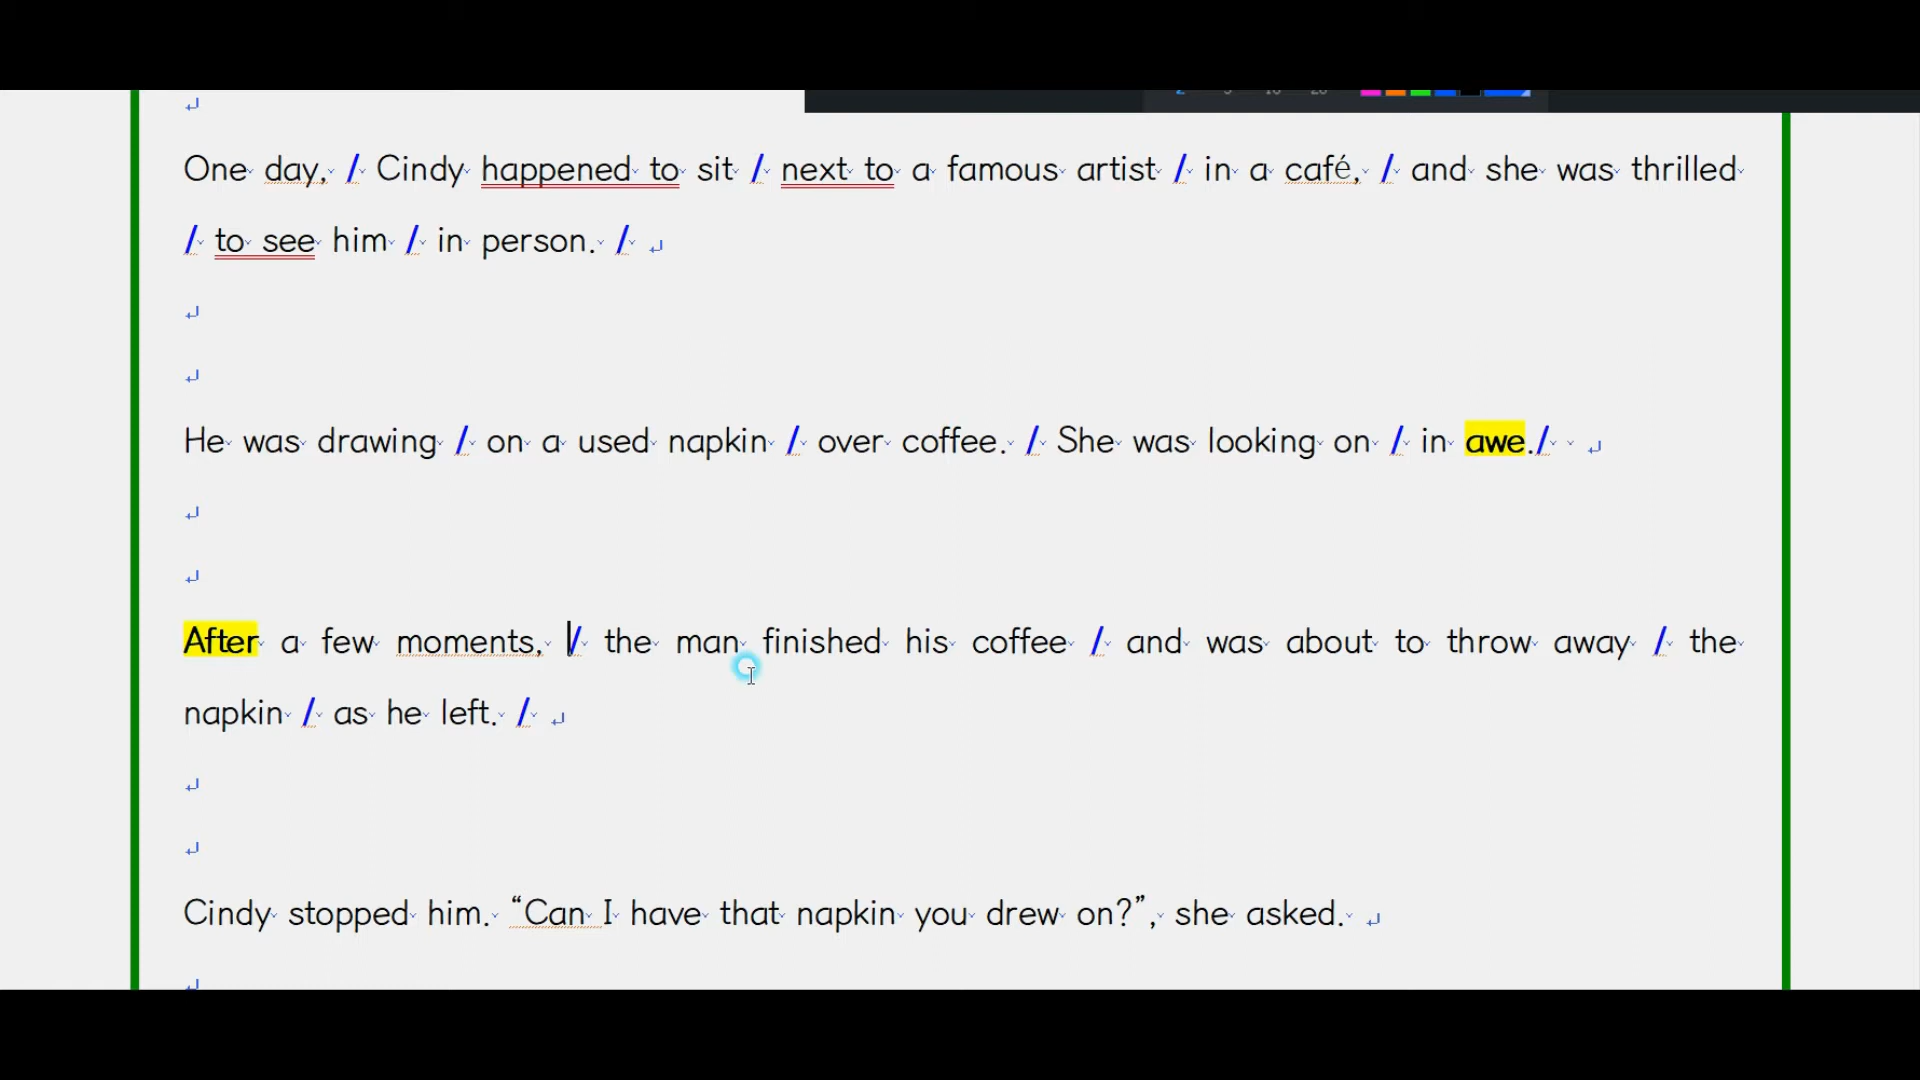 One day, / Cindy happened to sit / next to a famous artist / in a café, / and she was thrilled
/ to see him / in person. /
He was drawing / on a used napkin / over coffee. / She was looking on / in awe./
After a few moments, / the man finished his coffee / and was about to throw away / the
napkin / as he left. /
Cindy stopped him. “Can I have that napkin you drew on?”, she asked.